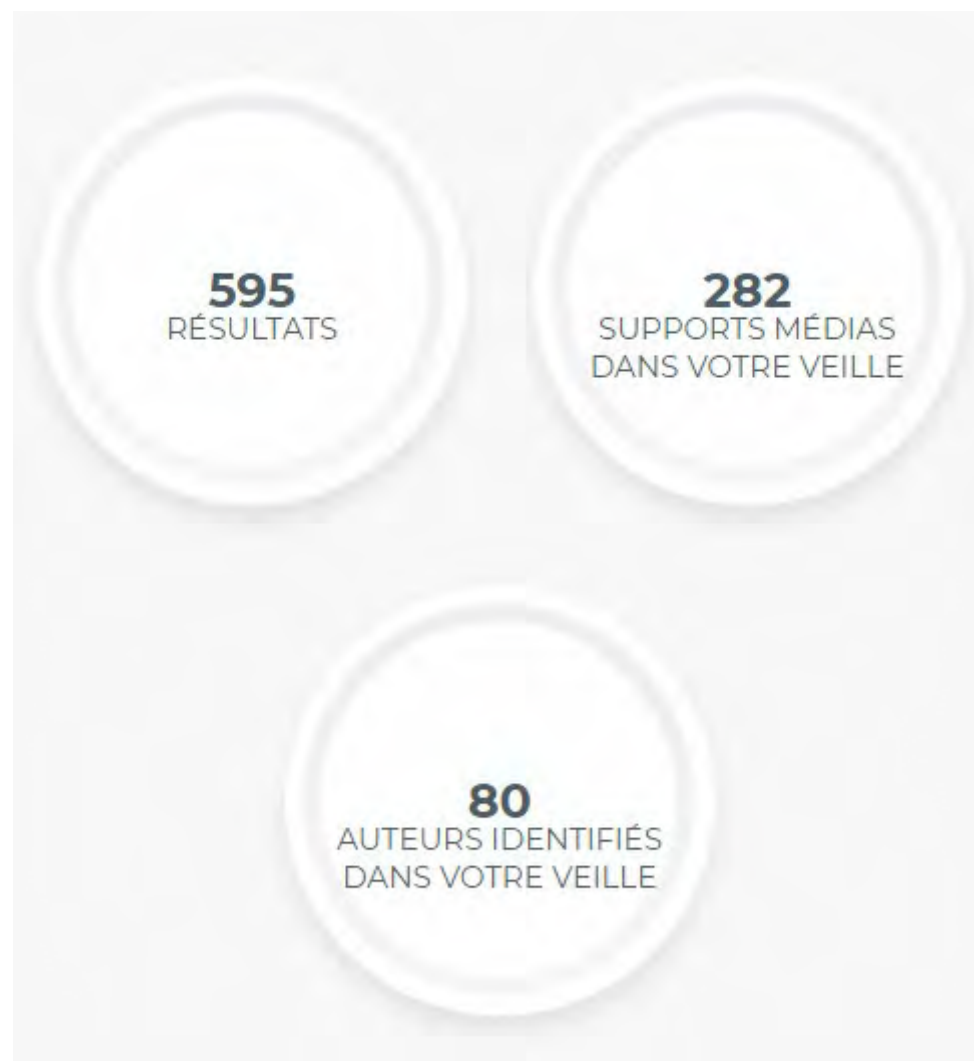 595
RÉSULTATS
282
SUPPORTS MÉDIAS
DANS VOTRE VEILLE
80
AUTEURS IDENTIFIÉS
DANS VOTRE VEILLE